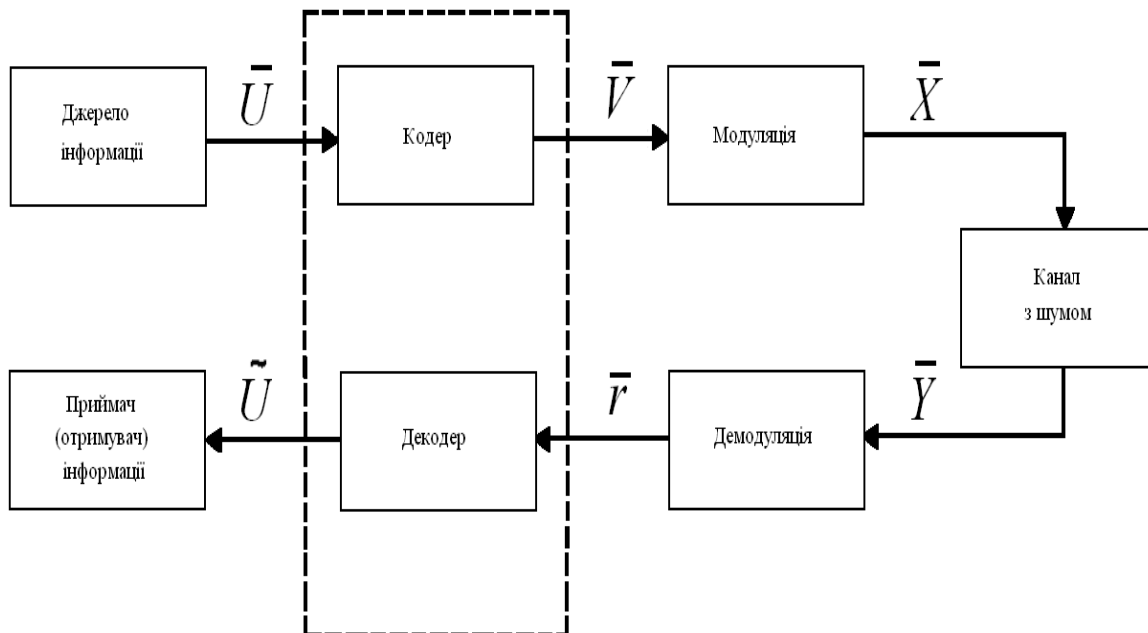 Джерело
інформації
Ū
Кодер
V̄
Модуляція
X̄
Канал
з шумом
Ȳ
Демодуляція
r̄
Декодер
Ũ
Приймач
(отримувач)
інформації